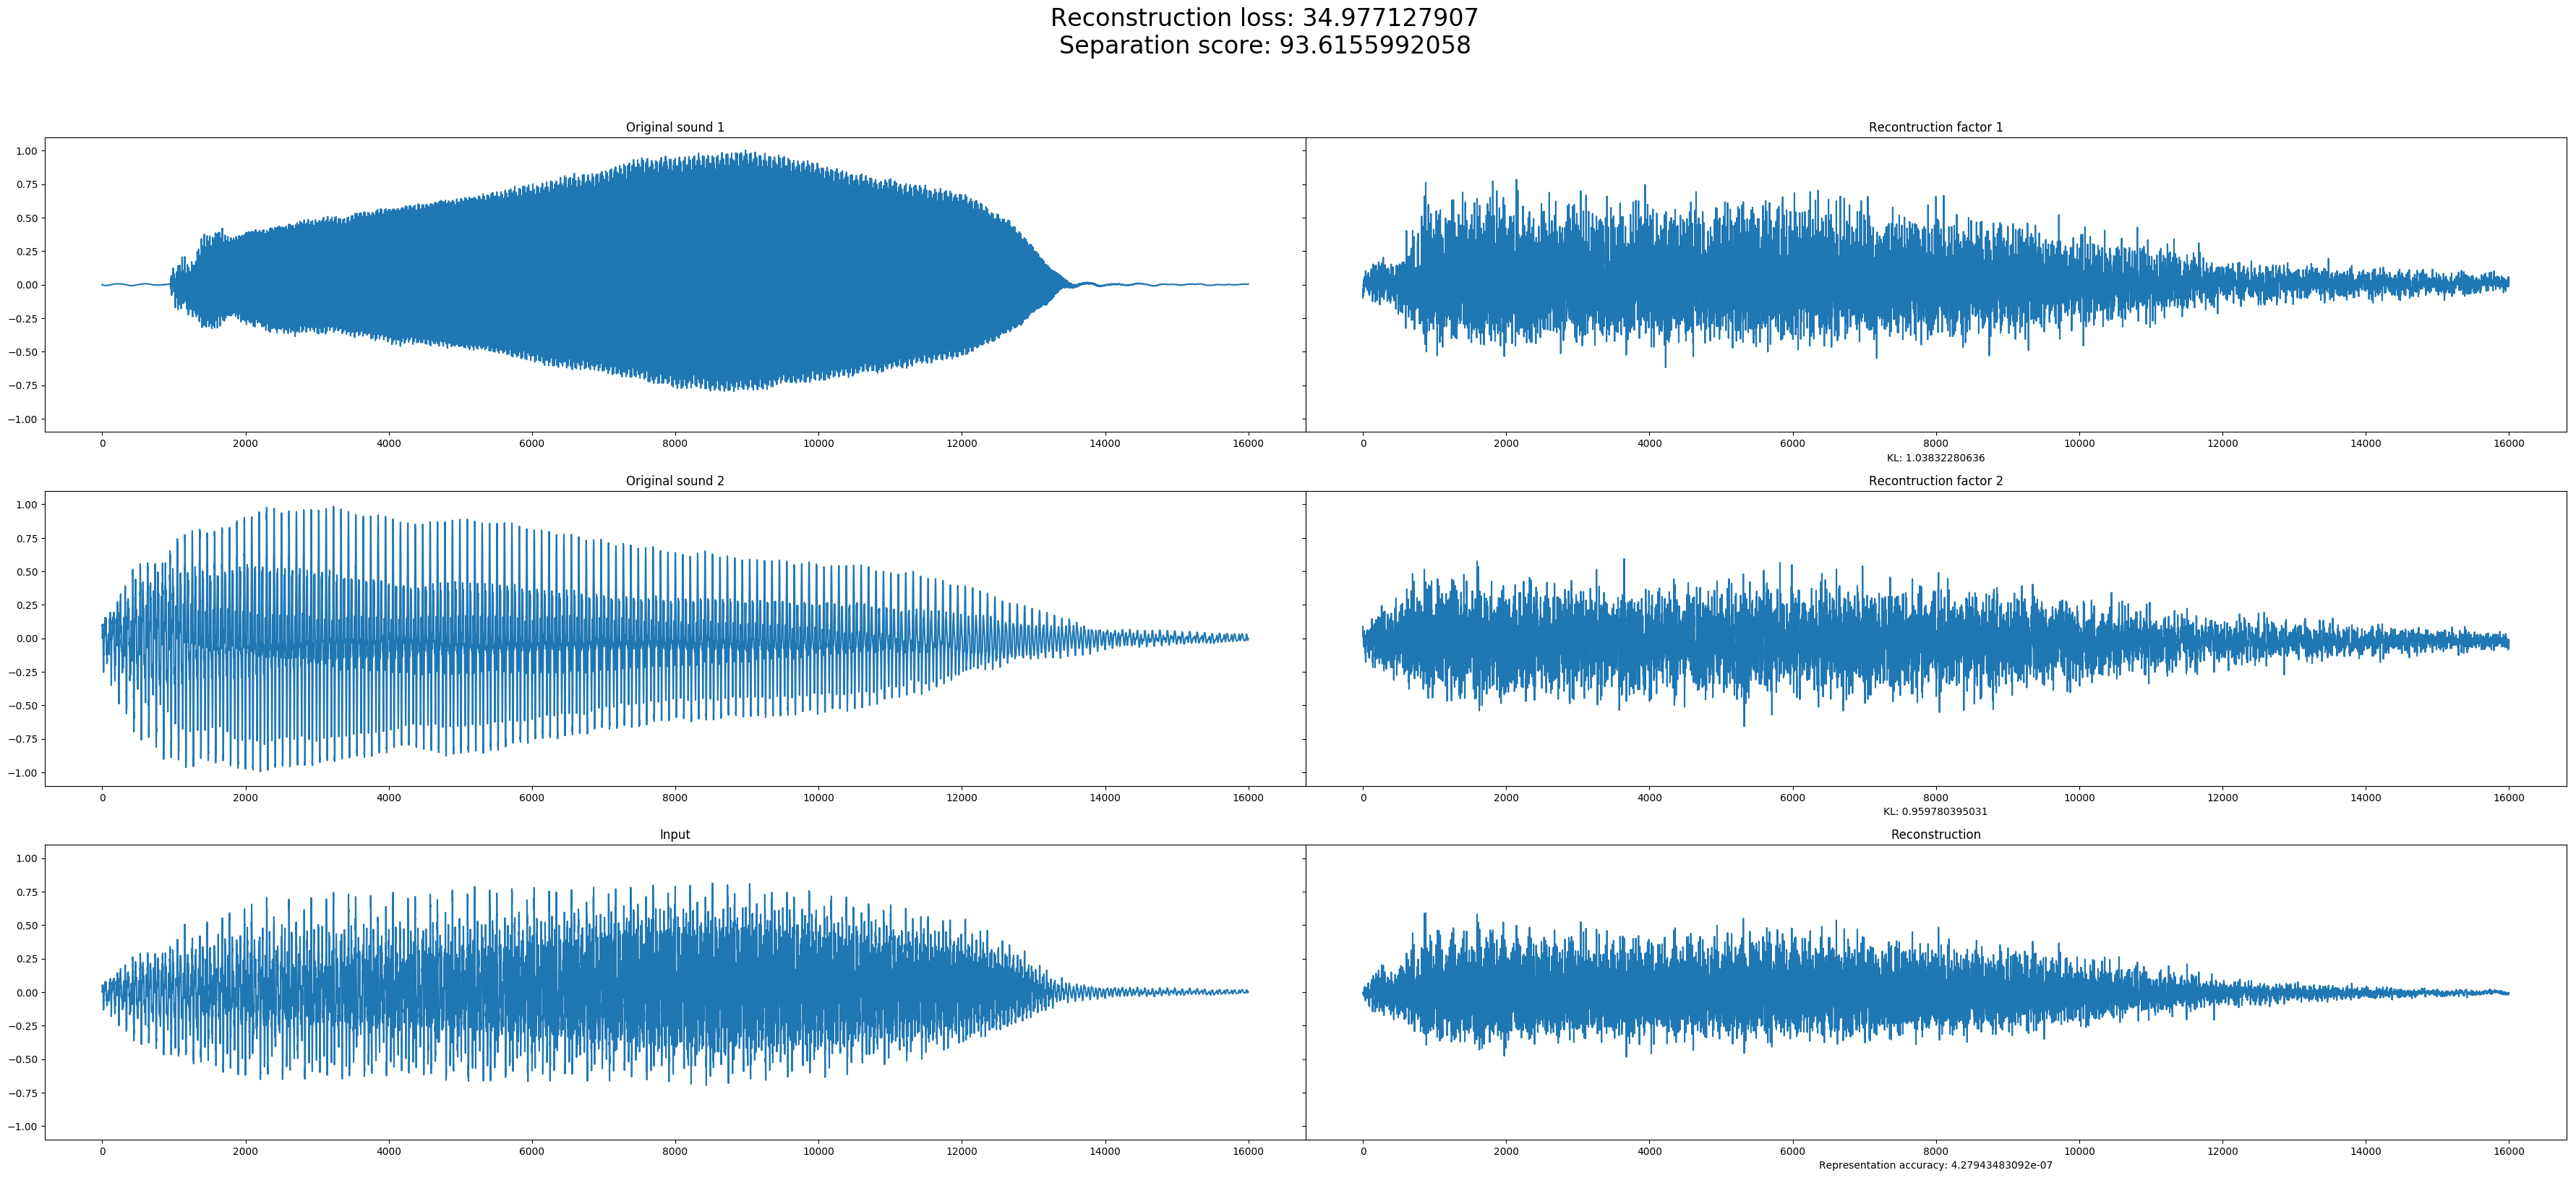 Reconstruction loss: 34.977127907
Separation score: 93.6155992058
Original sound 1
Recontruction factor 1
1.00
0.75
0.50
0.25
0.00
−0.25
−0.50
−0.75
−1.00
0 2000 4000 6000 8000 10000 12000 14000 16000
0 2000 4000 6000 8000 10000 12000 14000 16000
KL: 1.03832280636
Original sound 2
Recontruction factor 2
1.00
0.75
0.50
0.25
0.00
−0.25
−0.50
−0.75
−1.00
0 2000 4000 6000 8000 10000 12000 14000 16000
0 2000 4000 6000 8000 10000 12000 14000 16000
KL: 0.959780395031
Input
Reconstruction
1.00
0.75
0.50
0.25
0.00
−0.25
−0.50
−0.75
−1.00
0 2000 4000 6000 8000 10000 12000 14000 16000
0 2000 4000 6000 8000 10000 12000 14000 16000
Representation accuracy: 4.27943483092e-07